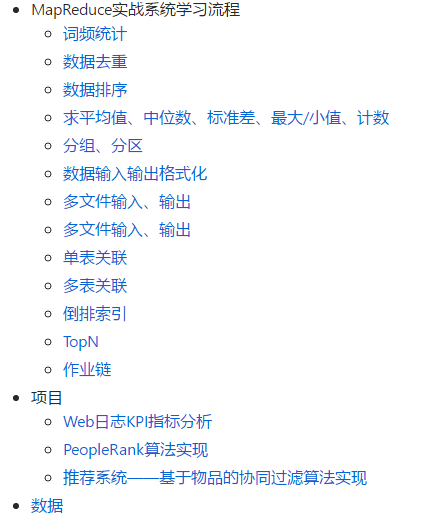 MapReduce实战系统学习流程
词频统计
数据去重
数据排序
求平均值、中位数、标准差、最大/小值、计数
分组、分区
数据输入输出格式化
多文件输入、输出
多文件输入、输出
单表关联
多表关联
倒排索引
TopN
作业链
项目
Web日志KPI指标分析
PeopleRank算法实现
推荐系统——基于物品的协同过滤算法实现
数据